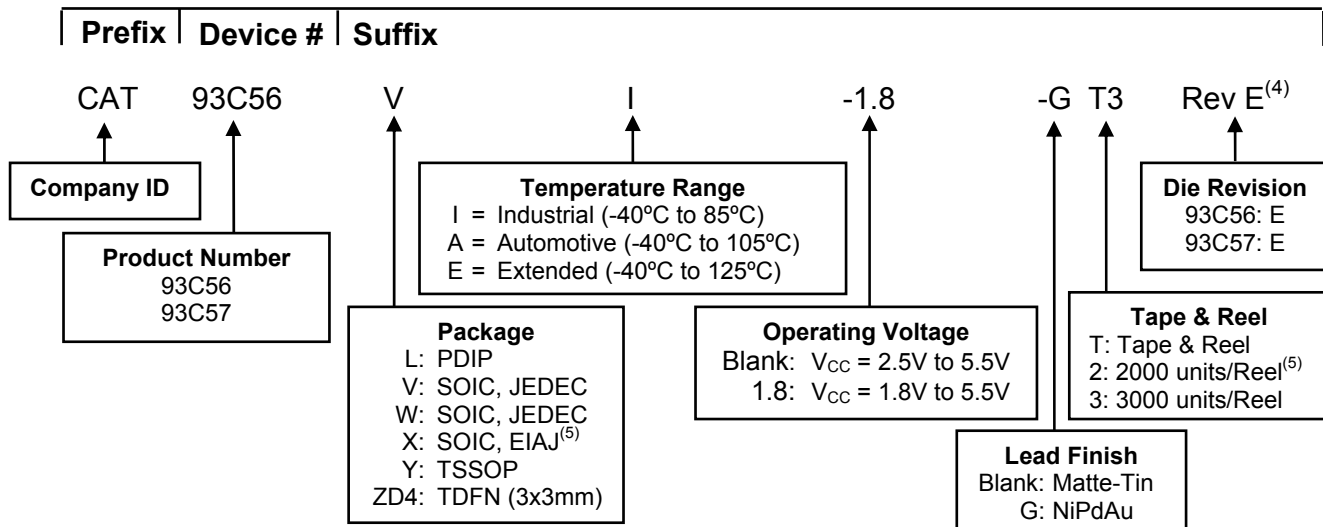 Prefix Device # Suffix
CAT 93C56 V I -1.8 -G T3 Rev E(4)
Company ID
Product Number
93C56
93C57
Temperature Range
I = Industrial (-40ºC to 85ºC)
A = Automotive (-40ºC to 105ºC)
E = Extended (-40ºC to 125ºC)
Die Revision
93C56: E
93C57: E
Package
L: PDIP
V: SOIC, JEDEC
W: SOIC, JEDEC
X: SOIC, EIAJ(5)
Y: TSSOP
ZD4: TDFN (3x3mm)
Operating Voltage
Blank: VCC = 2.5V to 5.5V
1.8: VCC = 1.8V to 5.5V
Tape & Reel
T: Tape & Reel
2: 2000 units/Reel(5)
3: 3000 units/Reel
Lead Finish
Blank: Matte-Tin
G: NiPdAu